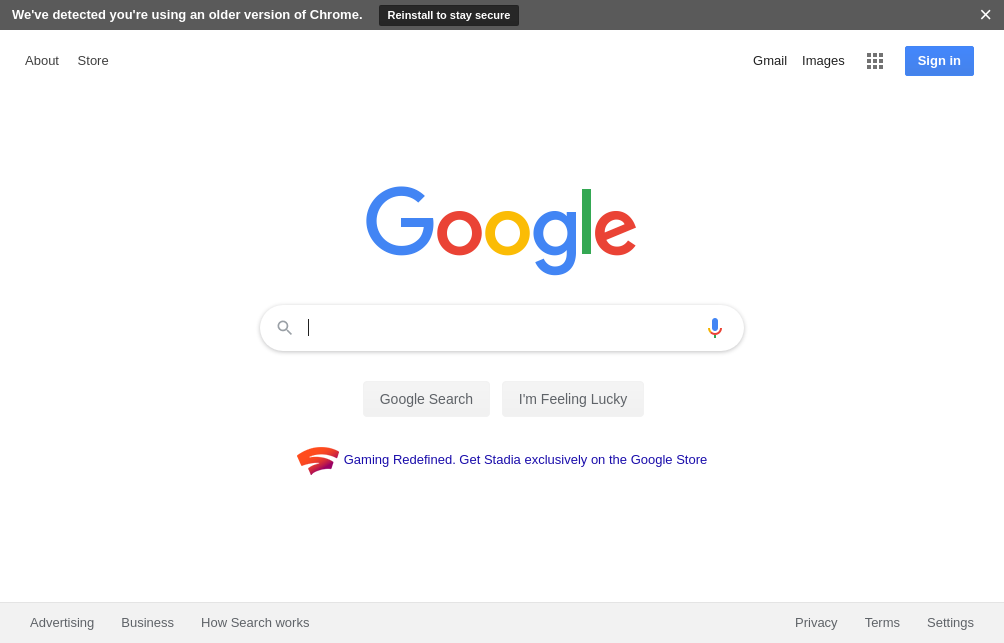 We've detected you're using an older version of Chrome. Reinstall to stay secure
About Store Gmail Images Sign in
Google
Google Search I'm Feeling Lucky
Gaming Redefined. Get Stadia exclusively on the Google Store
Advertising Business How Search works Privacy Terms Settings